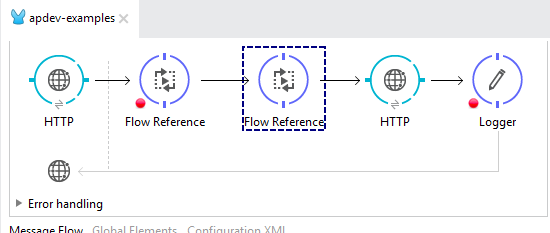 apdev-examples
HTTP Flow Reference Flow Reference HTTP Logger
Error handling
Message Flow Global Elements Configuration XML